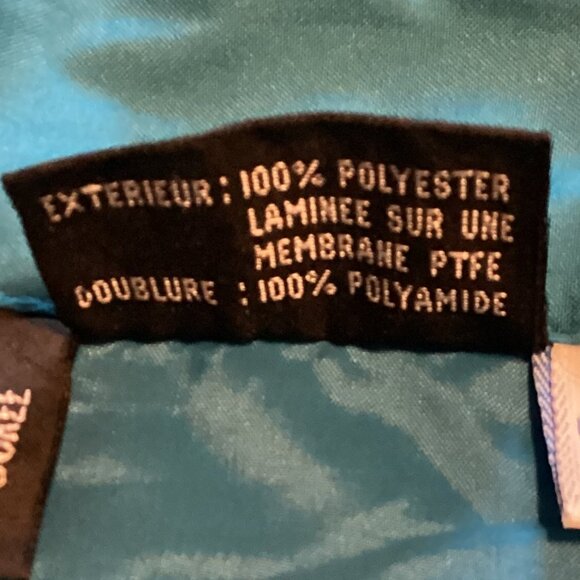 EXTERIEUR : 100% POLYESTER
LAMINEE SUR UNE
MEMBRANE PTFE
DOUBLURE : 100% POLYAMIDE